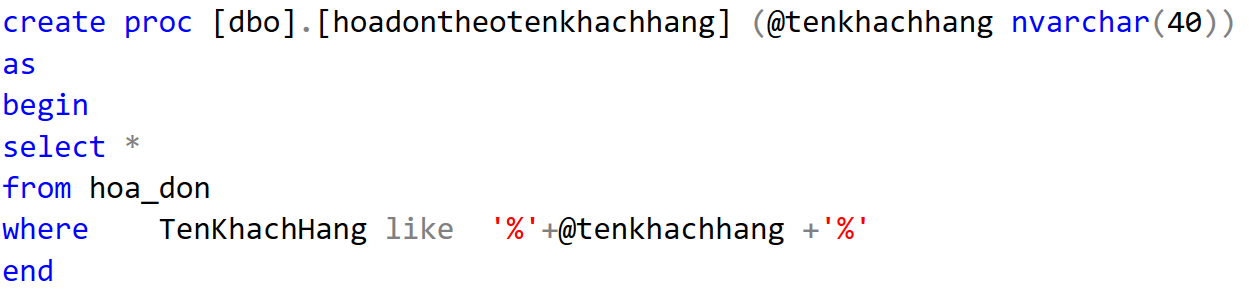 create proc [dbo].[hoadontheotenkhachhang] (@tenkhachhang nvarchar(40))
as
begin
select *
from hoa_don
where    TenKhachHang like  '%'+@tenkhachhang +'%'
end